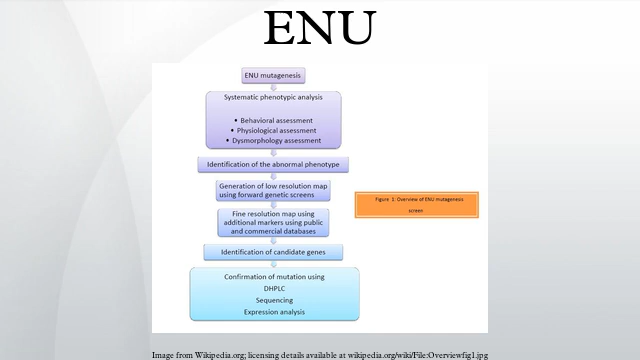 ENU
ENU mutagenesis
Systematic phenotypic analysis
• Behavioral assessment
• Physiological assessment
• Dysmorphology assessment
Identification of the abnormal phenotype
Generation of low resolution map
using forward genetic screens
Fine resolution map using
additional markers using public
and commercial databases
Identification of candidate genes
Confirmation of mutation using
DHPLC
Sequencing
Expression analysis
Figure 1: Overview of ENU mutagenesis
screen
Image from Wikipedia.org; licensing details available at wikipedia.org/wiki/File:Overviewfig1.jpg